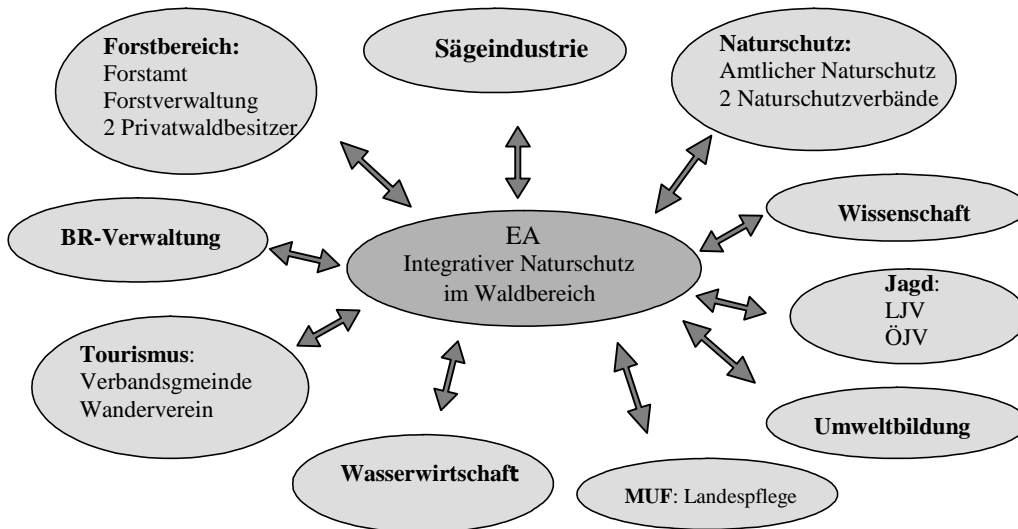 Forstbereich:
Forstamt
Forstverwaltung
2 Privatwaldbesitzer
Sägeindustrie
Naturschutz:
Amtlicher Naturschutz
2 Naturschutzverbände
BR-Verwaltung
EA
Integrativer Naturschutz
im Waldbereich
Wissenschaft
Jagd:
LJV
ÖJV
Tourismus:
Verbandsgmeinde
Wanderverein
Umweltbildung
Wasserwirtschaft
MUF: Landespflege